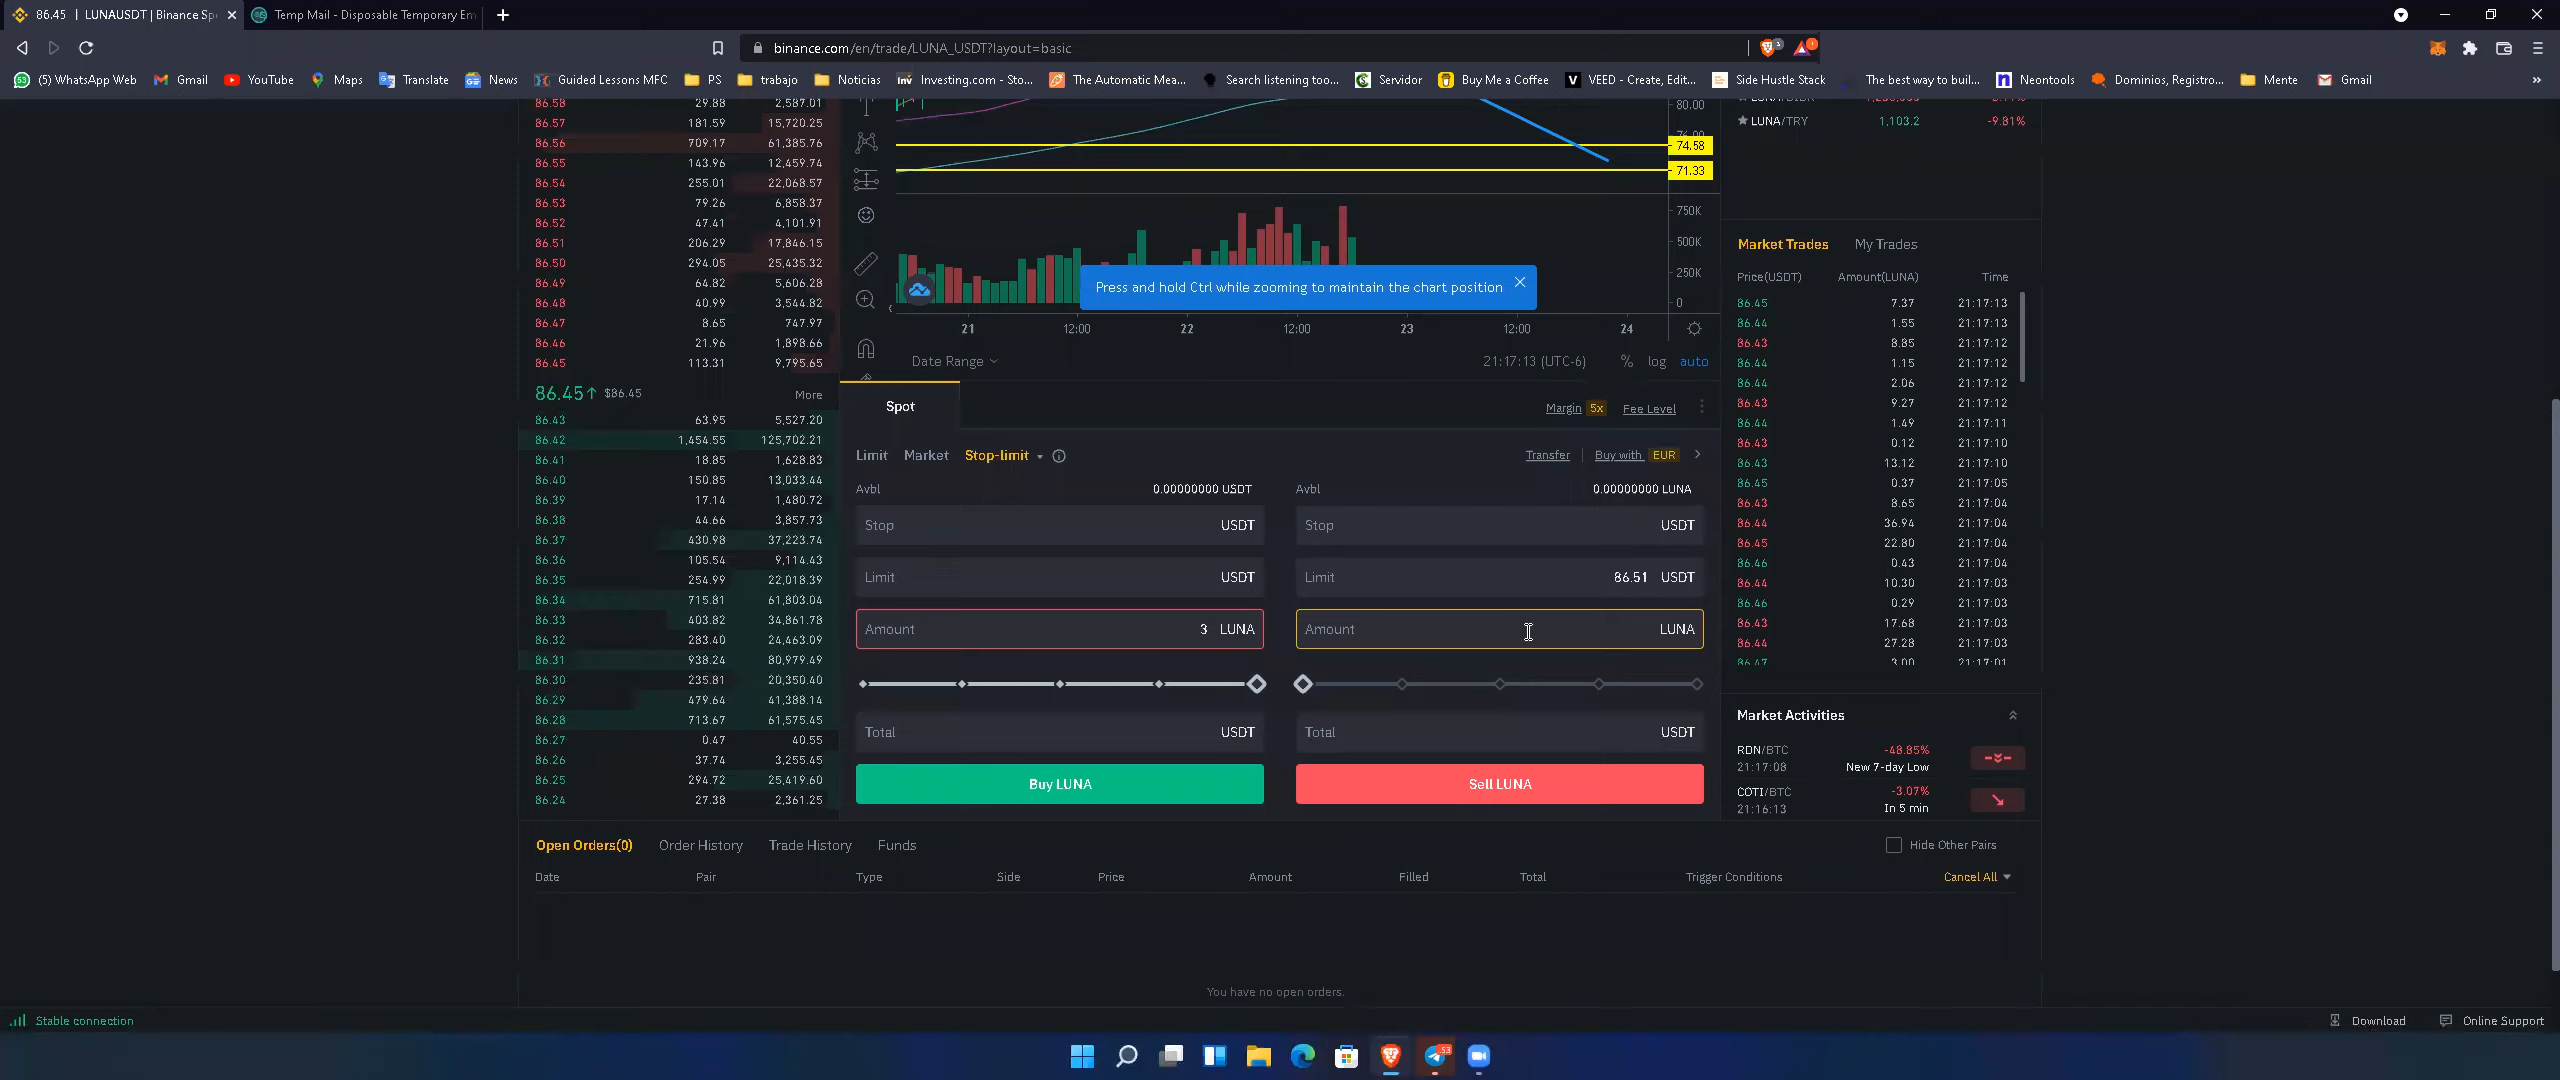 86.45 | LUNAUSDT | Binance Sp
Temp Mail - Disposable Temporary Em
binance.com/en/trade/LUNA_USDT?layout=basic
(5) WhatsApp Web Gmail YouTube Maps Translate News Guided Lessons MFC PS trabajo Noticias Investing.com - Sto... The Automatic Mea... Search listening too... Servidor Buy Me a Coffee VEED - Create, Edit... Side Hustle Stack The best way to buil... Neontools Dominios, Registro... Mente Gmail
86.58 29.88 2,587.01
86.57 181.59 15,720.25
86.56 709.17 61,385.76
86.55 143.96 12,459.74
86.54 255.01 22,068.57
86.53 79.26 6,858.37
86.52 47.41 4,101.91
86.51 206.29 17,846.15
86.50 294.05 25,435.32
86.49 64.82 5,606.28
86.48 40.99 3,544.82
86.47 8.65 747.97
86.46 21.96 1,898.66
86.45 113.31 9,795.65
86.45↑ $86.45 More
86.43 63.95 5,527.20
86.42 1,454.55 125,702.21
86.41 18.85 1,628.83
86.40 150.85 13,033.44
86.39 17.14 1,480.72
86.38 44.66 3,857.73
86.37 430.98 37,223.74
86.36 105.54 9,114.43
86.35 254.99 22,018.39
86.34 715.81 61,803.04
86.33 403.82 34,861.78
86.32 283.40 24,463.09
86.31 938.24 80,979.49
86.30 235.81 20,350.40
86.29 479.64 41,388.14
86.28 713.67 61,575.45
86.27 0.47 40.55
86.26 37.74 3,255.45
86.25 294.72 25,419.60
86.24 27.38 2,361.25
80.00
76.00
74.58
71.33
750K
500K
250K
0
Press and hold Ctrl while zooming to maintain the chart position
21 12:00 22 12:00 23 12:00 24
Date Range 21:17:13 (UTC-6) % log auto
Spot Margin 5x Fee Level
Limit Market Stop-limit Transfer Buy with EUR
Avbl 0.00000000 USDT Avbl 0.00000000 LUNA
Stop USDT Stop USDT
Limit USDT Limit 86.51 USDT
Amount 3 LUNA Amount LUNA
Total USDT Total USDT
Buy LUNA Sell LUNA
LUNA/TRY 1,103.2 -9.81%
Market Trades My Trades
Price(USDT) Amount(LUNA) Time
86.45 7.37 21:17:13
86.44 1.55 21:17:13
86.43 8.85 21:17:12
86.44 1.15 21:17:12
86.44 2.06 21:17:12
86.43 9.27 21:17:12
86.44 1.49 21:17:11
86.43 0.12 21:17:10
86.43 13.12 21:17:10
86.45 0.37 21:17:05
86.43 8.65 21:17:04
86.44 36.94 21:17:04
86.45 22.80 21:17:04
86.46 0.43 21:17:04
86.44 10.30 21:17:03
86.46 0.29 21:17:03
86.43 17.68 21:17:03
86.44 27.28 21:17:03
86.47 3.00 21:17:01
Market Activities
RDN/BTC -48.85%
21:17:08 New 7-day Low
COTI/BTC -3.07%
21:16:13 In 5 min
Open Orders(0) Order History Trade History Funds Hide Other Pairs
Date Pair Type Side Price Amount Filled Total Trigger Conditions Cancel All
You have no open orders.
Stable connection Download Online Support
53